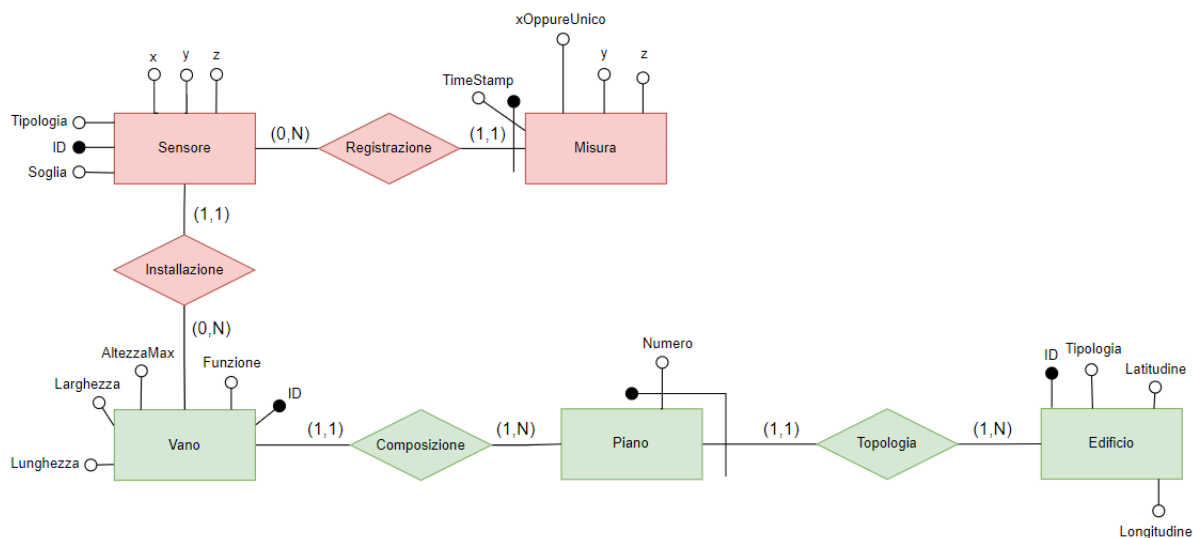 xOppureUnico
x
y
z
TimeStamp
y
z
Tipologia
ID
Soglia
Sensore
(0,N)
Registrazione
(1,1)
Misura
(1,1)
Installazione
(0,N)
AltezzaMax
Funzione
Larghezza
ID
Lunghezza
Vano
(1,1)
Composizione
(1,N)
Numero
Piano
(1,1)
Topologia
(1,N)
ID
Tipologia
Latitudine
Edificio
Longitudine